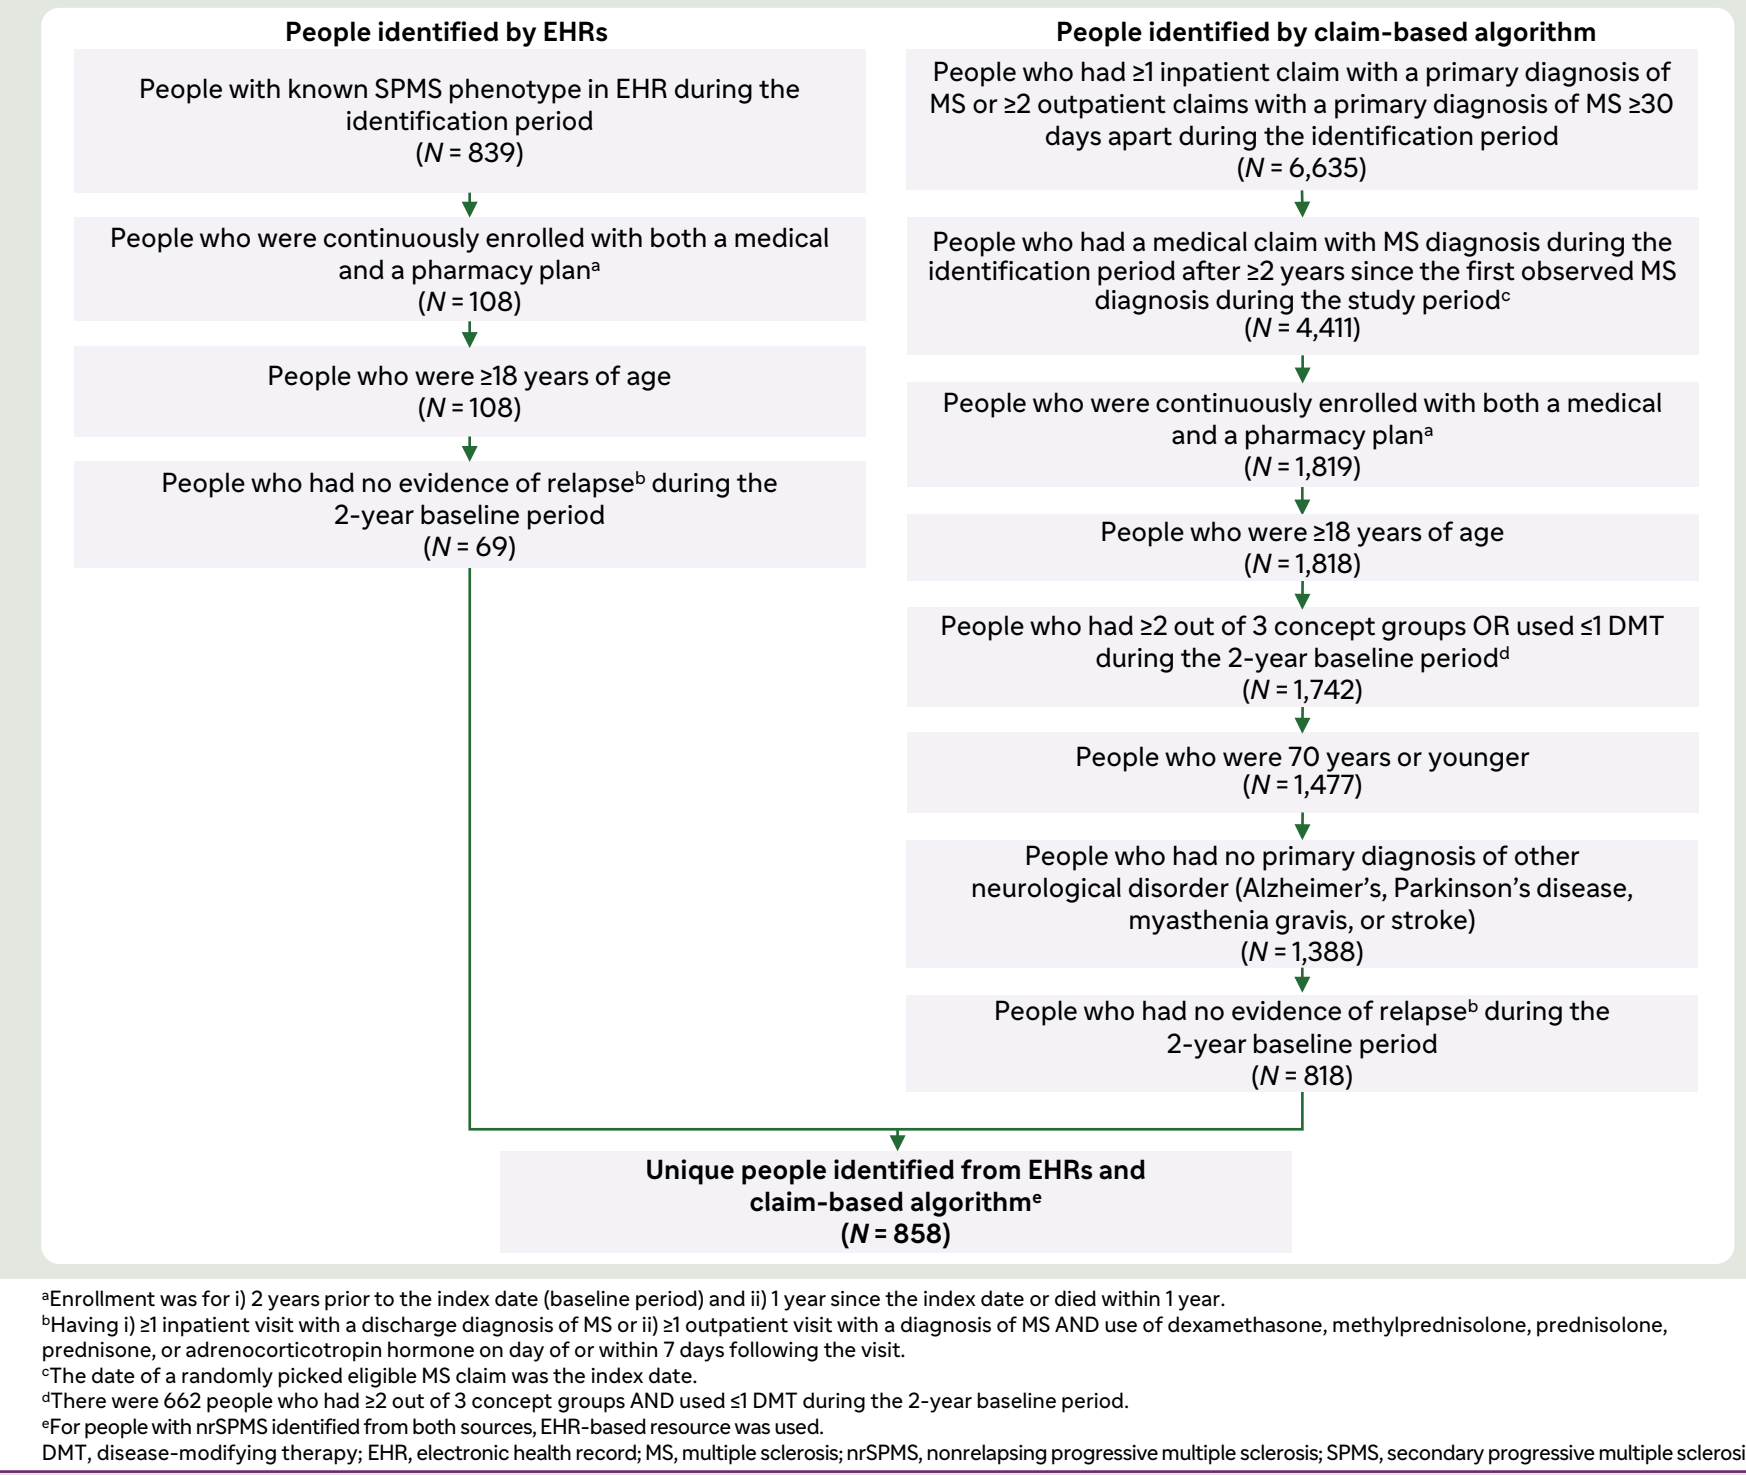 People identified by EHRs
People with known SPMS phenotype in EHR during the
identification period
(N = 839)
People who were continuously enrolled with both a medical
and a pharmacy planᵃ
(N = 108)
People who were ≥18 years of age
(N = 108)
People who had no evidence of relapseᵇ during the
2-year baseline period
(N = 69)
People identified by claim-based algorithm
People who had ≥1 inpatient claim with a primary diagnosis of
MS or ≥2 outpatient claims with a primary diagnosis of MS ≥30
days apart during the identification period
(N = 6,635)
People who had a medical claim with MS diagnosis during the
identification period after ≥2 years since the first observed MS
diagnosis during the study periodᶜ
(N = 4,411)
People who were continuously enrolled with both a medical
and a pharmacy planᵃ
(N = 1,819)
People who were ≥18 years of age
(N = 1,818)
People who had ≥2 out of 3 concept groups OR used ≤1 DMT
during the 2-year baseline periodᵈ
(N = 1,742)
People who were 70 years or younger
(N = 1,477)
People who had no primary diagnosis of other
neurological disorder (Alzheimer’s, Parkinson’s disease,
myasthenia gravis, or stroke)
(N = 1,388)
People who had no evidence of relapseᵇ during the
2-year baseline period
(N = 818)
Unique people identified from EHRs and
claim-based algorithmᵉ
(N = 858)
ᵃEnrollment was for i) 2 years prior to the index date (baseline period) and ii) 1 year since the index date or died within 1 year.
ᵇHaving i) ≥1 inpatient visit with a discharge diagnosis of MS or ii) ≥1 outpatient visit with a diagnosis of MS AND use of dexamethasone, methylprednisolone, prednisolone,
prednisone, or adrenocorticotropin hormone on day of or within 7 days following the visit.
ᶜThe date of a randomly picked eligible MS claim was the index date.
ᵈThere were 662 people who had ≥2 out of 3 concept groups AND used ≤1 DMT during the 2-year baseline period.
ᵉFor people with nrSPMS identified from both sources, EHR-based resource was used.
DMT, disease-modifying therapy; EHR, electronic health record; MS, multiple sclerosis; nrSPMS, nonrelapsing progressive multiple sclerosis; SPMS, secondary progressive multiple sclerosi